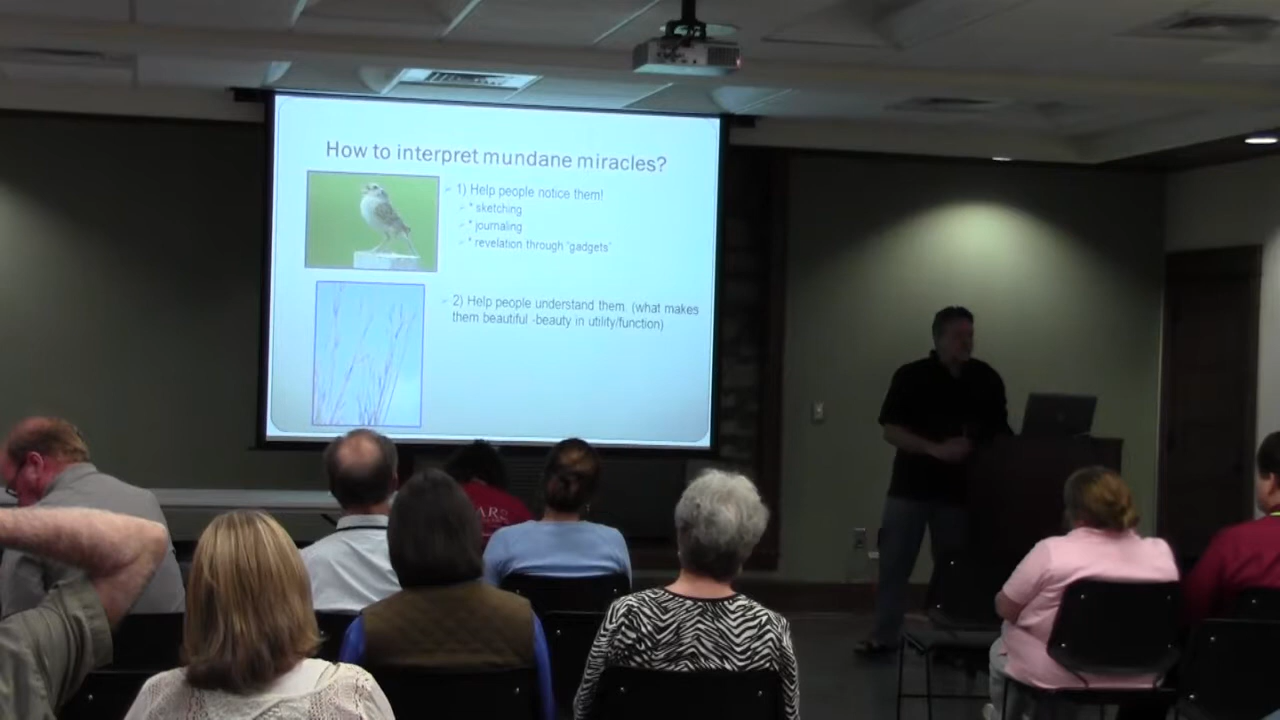 How to interpret mundane miracles?
1) Help people notice them!
* sketching
* journaling
* revelation through 'gadgets'
2) Help people understand them. (what makes
them beautiful -beauty in utility/function)
AR